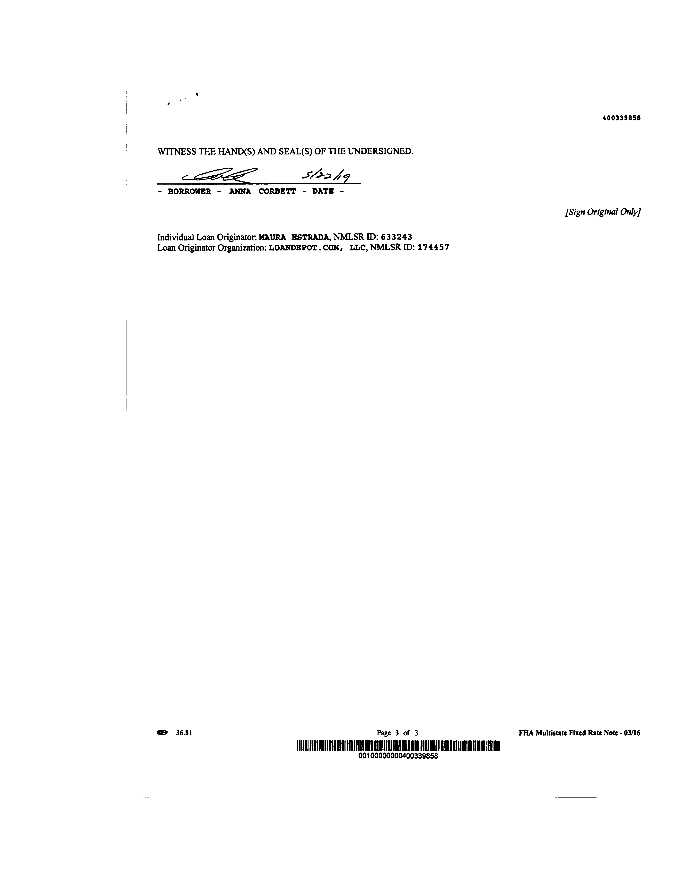 400339858
WITNESS THE HAND(S) AND SEAL(S) OF THE UNDERSIGNED.
5/22/19
- BORROWER - ANNA CORBETT - DATE -
[Sign Original Only]
Individual Loan Originator: MAURA ESTRADA, NMLSR ID: 633243
Loan Originator Organization: LOANDEPOT.COM, LLC, NMLSR ID: 174457
36.81 Page 3 of 3 FHA Multistate Fixed Rate Note - 03/16
00100000000400339858